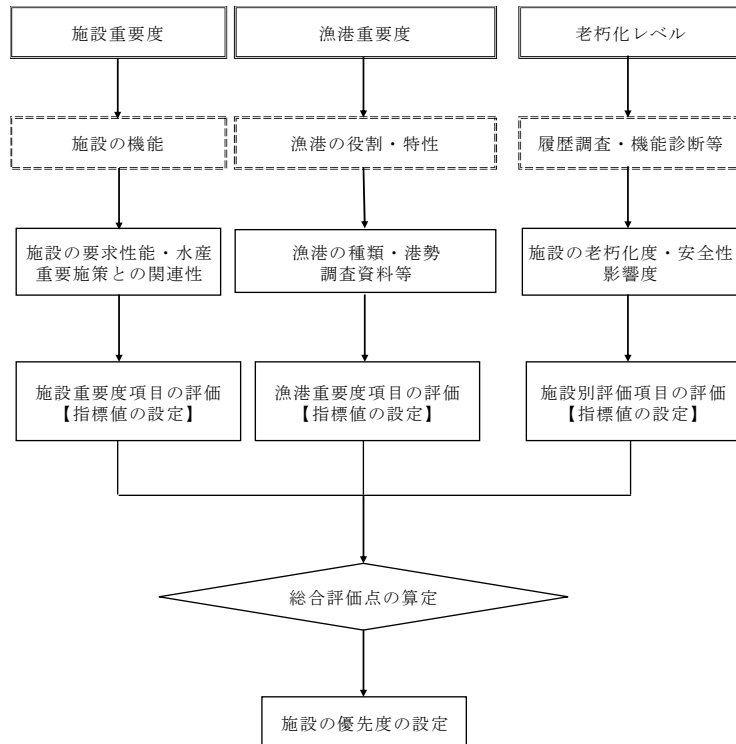 施設重要度
漁港重要度
老朽化レベル
施設の機能
漁港の役割・特性
履歴調査・機能診断等
施設の要求性能・水産
重要施策との関連性
漁港の種類・港勢
調査資料等
施設の老朽化度・安全性
影響度
施設重要度項目の評価
【指標値の設定】
漁港重要度項目の評価
【指標値の設定】
施設別評価項目の評価
【指標値の設定】
総合評価点の算定
施設の優先度の設定